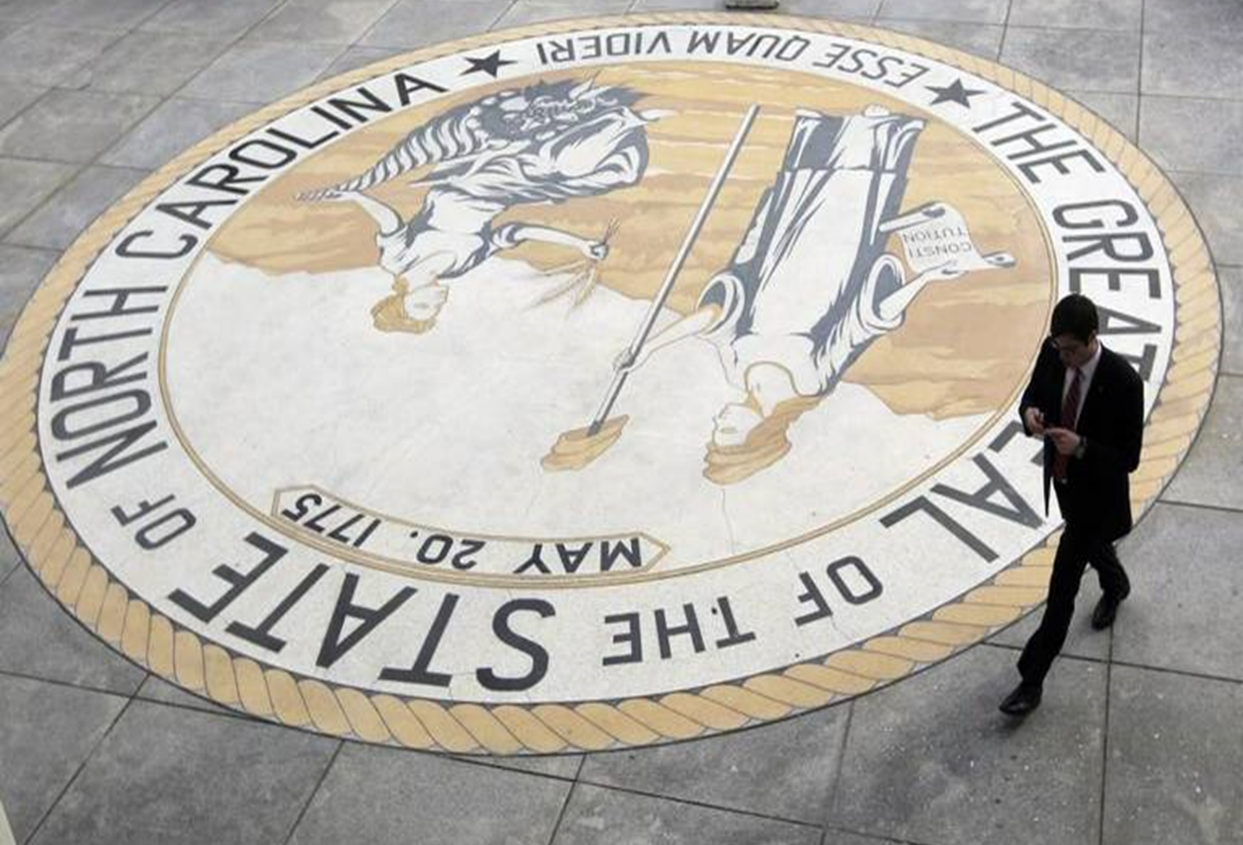 THE GREAT SEAL OF THE STATE OF NORTH CAROLINA
ESSE QUAM VIDERI
MAY 20, 1775
CONSTI
TUTION